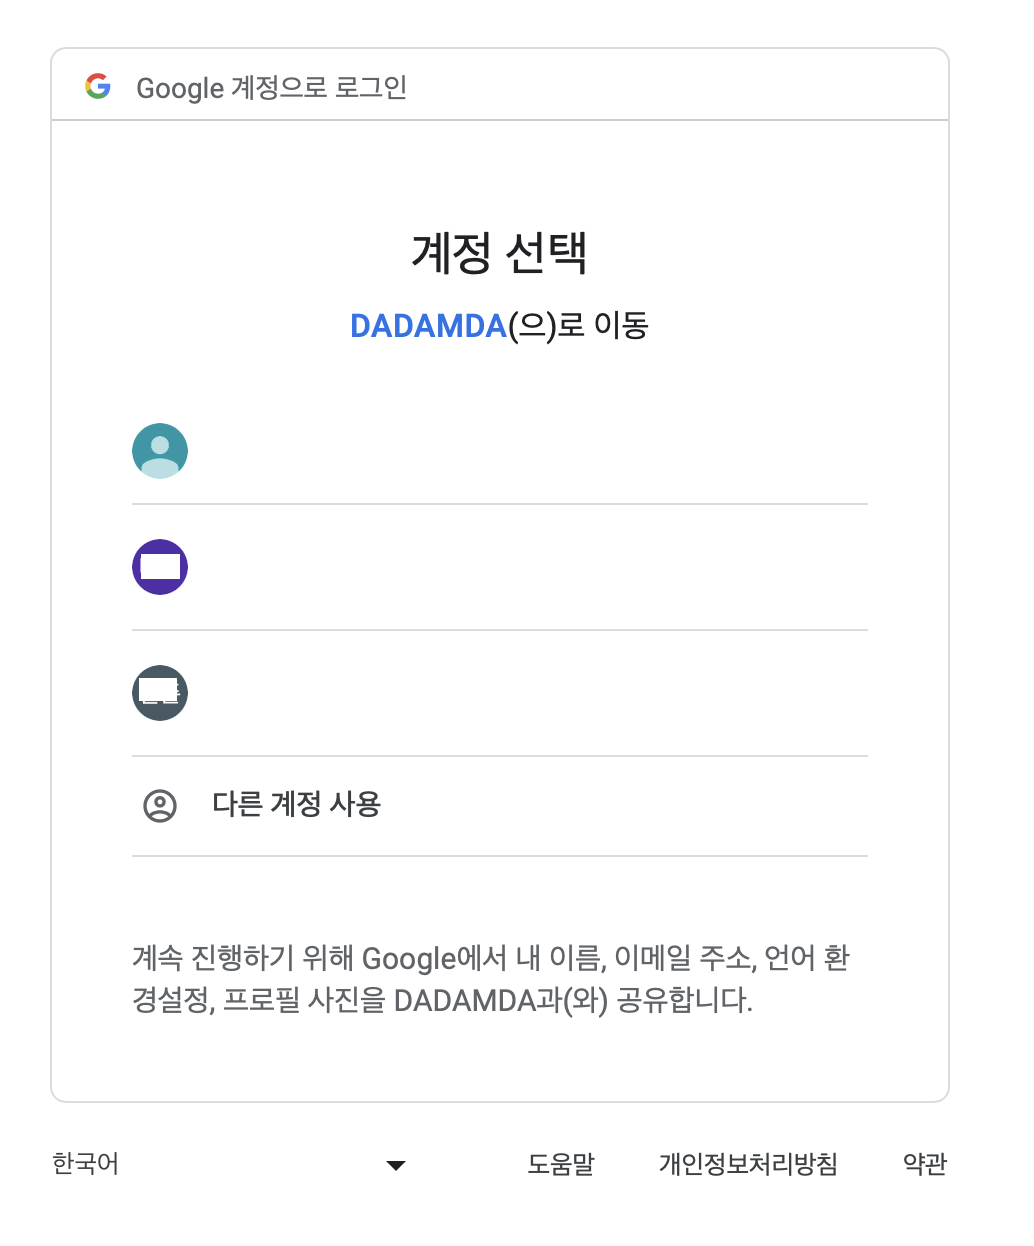 Google 계정으로 로그인
계정 선택
DADAMDA(으)로 이동
다른 계정 사용
계속 진행하기 위해 Google에서 내 이름, 이메일 주소, 언어 환
경설정, 프로필 사진을 DADAMDA과(와) 공유합니다.
한국어 도움말 개인정보처리방침 약관